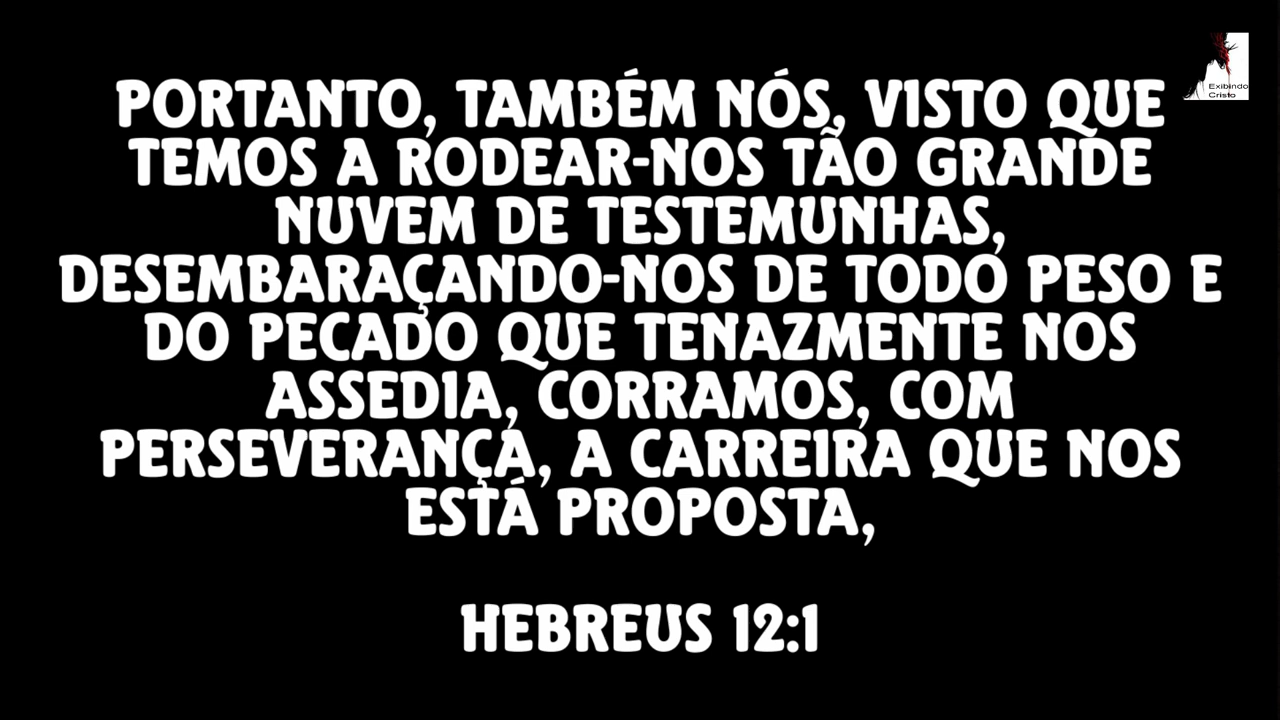 Exibindo
Cristo
PORTANTO, TAMBÉM NÓS, VISTO QUE
TEMOS A RODEAR-NOS TÃO GRANDE
NUVEM DE TESTEMUNHAS,
DESEMBARAÇANDO-NOS DE TODO PESO E
DO PECADO QUE TENAZMENTE NOS
ASSEDIA, CORRAMOS, COM
PERSEVERANÇA, A CARREIRA QUE NOS
ESTÁ PROPOSTA,
HEBREUS 12:1